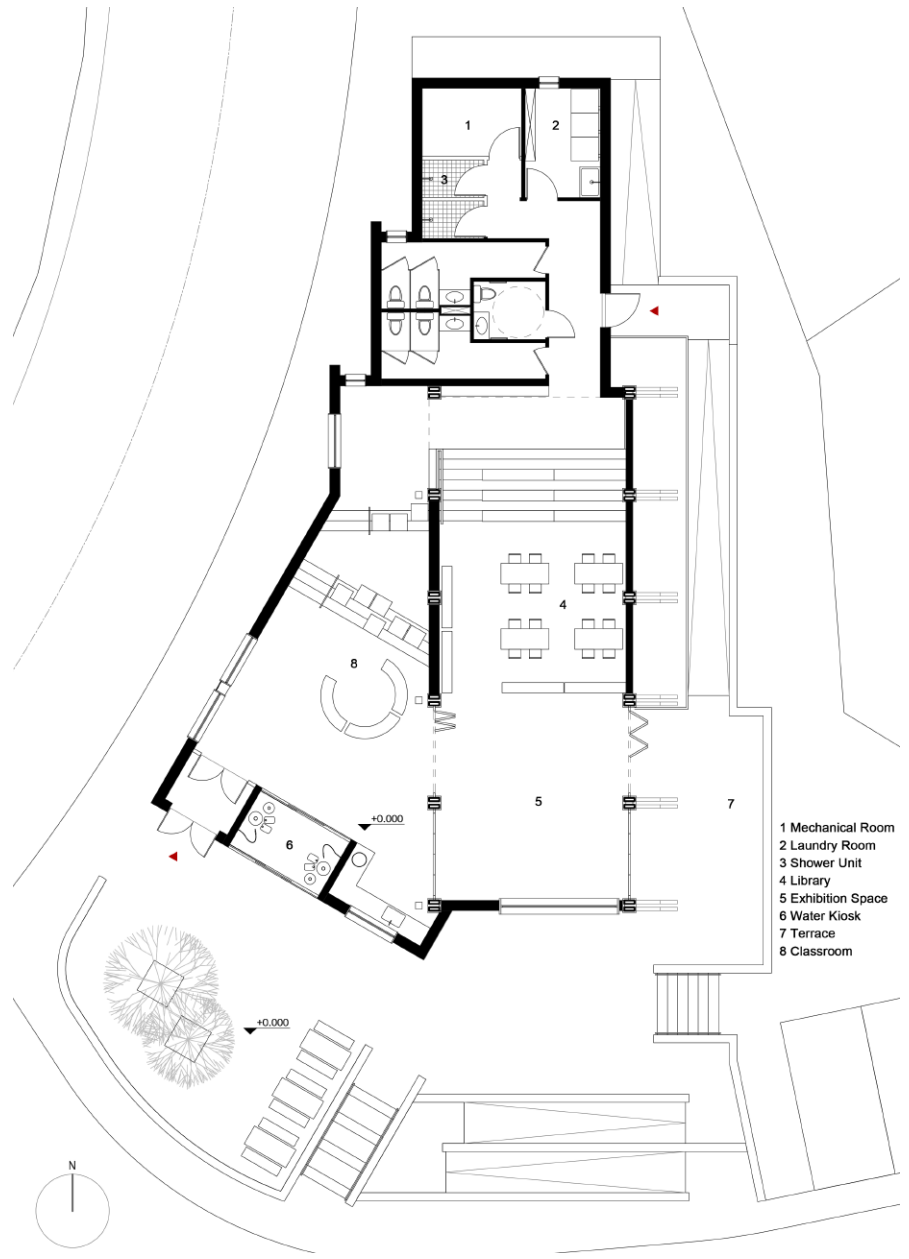 1
2
3
4
8
5
7
6
+0.000
1 Mechanical Room
2 Laundry Room
3 Shower Unit
4 Library
5 Exhibition Space
6 Water Kiosk
7 Terrace
8 Classroom
+0.000
N